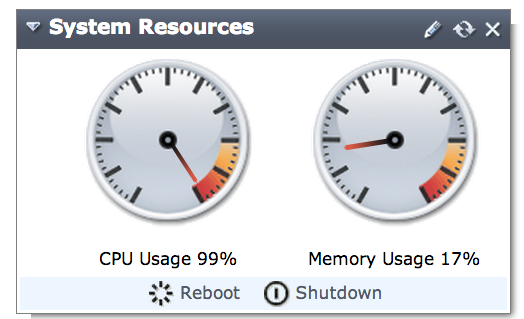 System Resources
CPU Usage 99%
Memory Usage 17%
Reboot
Shutdown